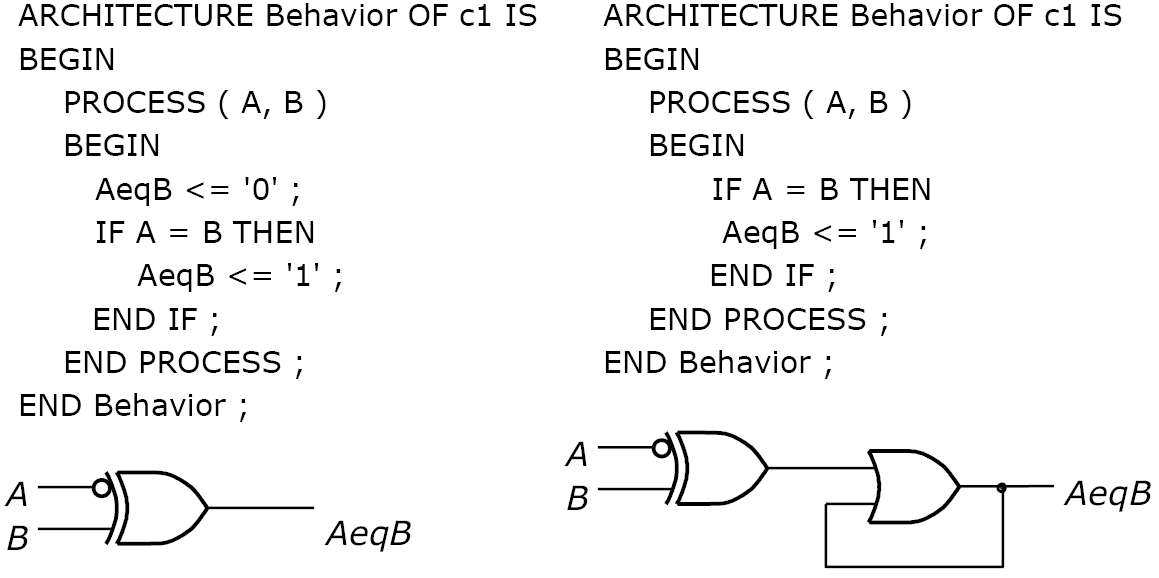 ARCHITECTURE Behavior OF c1 IS
BEGIN
PROCESS ( A, B )
BEGIN
AeqB <= '0' ;
IF A = B THEN
AeqB <= '1' ;
END IF ;
END PROCESS ;
END Behavior ;
A
B
AeqB
ARCHITECTURE Behavior OF c1 IS
BEGIN
PROCESS ( A, B )
BEGIN
IF A = B THEN
AeqB <= '1' ;
END IF ;
END PROCESS ;
END Behavior ;
A
B
AeqB